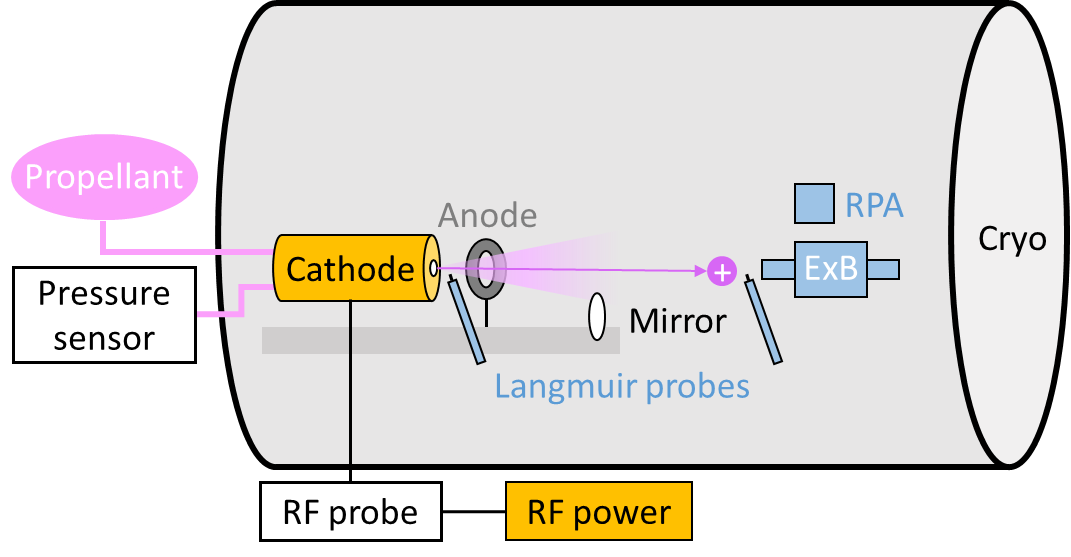 Propellant
Pressure
sensor
Cathode
Anode
Mirror
Langmuir probes
RPA
ExB
Cryo
RF probe
RF power
+